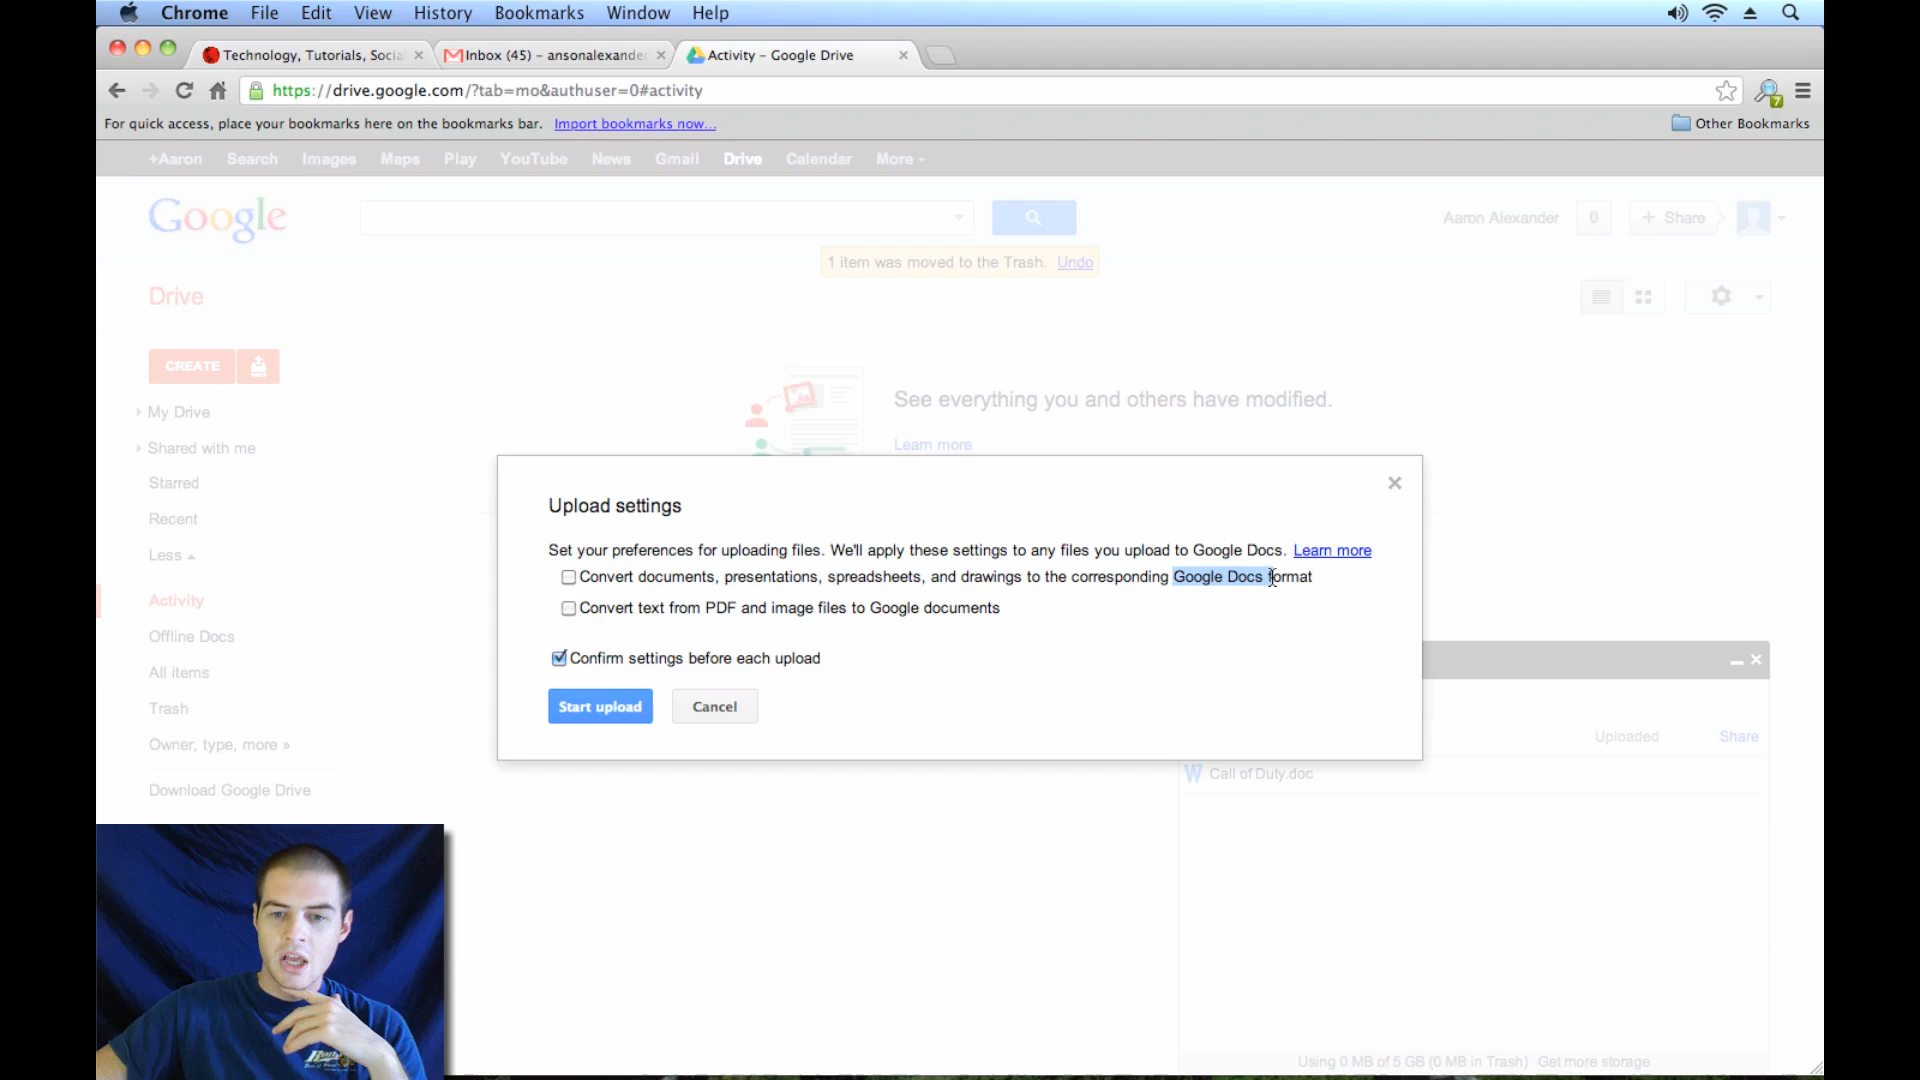 Chrome File Edit View History Bookmarks Window Help
Technology, Tutorials, Socia
Inbox (45) - ansonalexander
Activity - Google Drive
https://drive.google.com/?tab=mo&authuser=0#activity
7
For quick access, place your bookmarks here on the bookmarks bar. Import bookmarks now...
Other Bookmarks
+Aaron Search Images Maps Play YouTube News Gmail Drive Calendar More
Google
Aaron Alexander 0 + Share
1 item was moved to the Trash. Undo
Drive
CREATE
My Drive
Shared with me
Starred
Recent
Less
Activity
Offline Docs
All items
Trash
Owner, type, more »
Download Google Drive
See everything you and others have modified.
Learn more
Upload settings
Set your preferences for uploading files. We'll apply these settings to any files you upload to Google Docs. Learn more
Convert documents, presentations, spreadsheets, and drawings to the corresponding Google Docs format
Convert text from PDF and image files to Google documents
Confirm settings before each upload
Start upload
Cancel
Uploaded Share
W Call of Duty.doc
Using 0 MB of 5 GB (0 MB in Trash) Get more storage